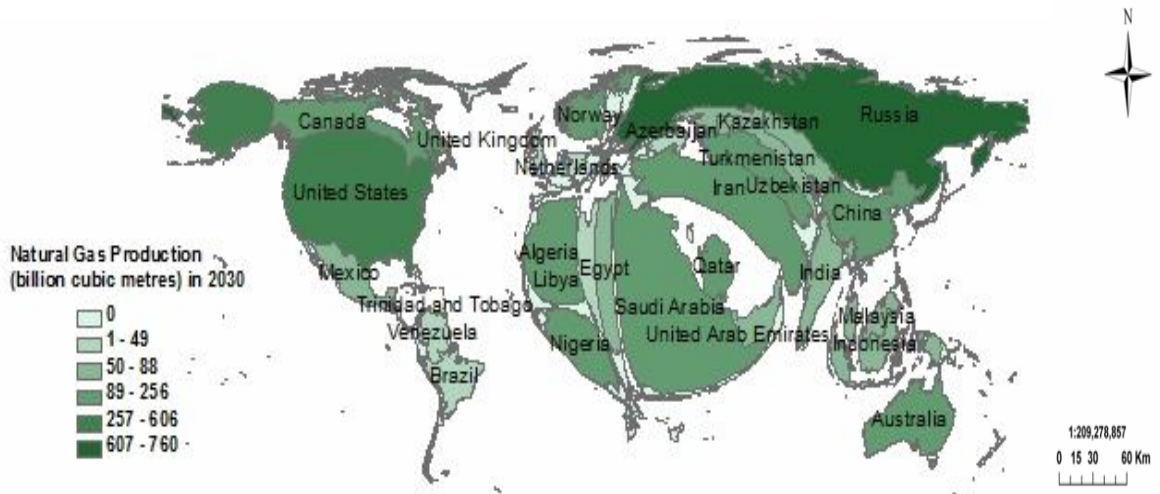 N
Norway
Russia
Canada
Kazakhstan
Azerbaijan
United Kingdom
Netherlands
Turkmenistan
United States
Iran
Uzbekistan
China
Natural Gas Production
(billion cubic metres) in 2030
0
1 - 49
50 - 88
89 - 256
257 - 606
607 - 760
Mexico
Algeria
Libya
Egypt
Qatar
India
Trinidad and Tobago
Saudi Arabia
Malaysia
Venezuela
Nigeria
United Arab Emirates
Indonesia
Brazil
Australia
1:209,278,857
0 15 30 60 Km